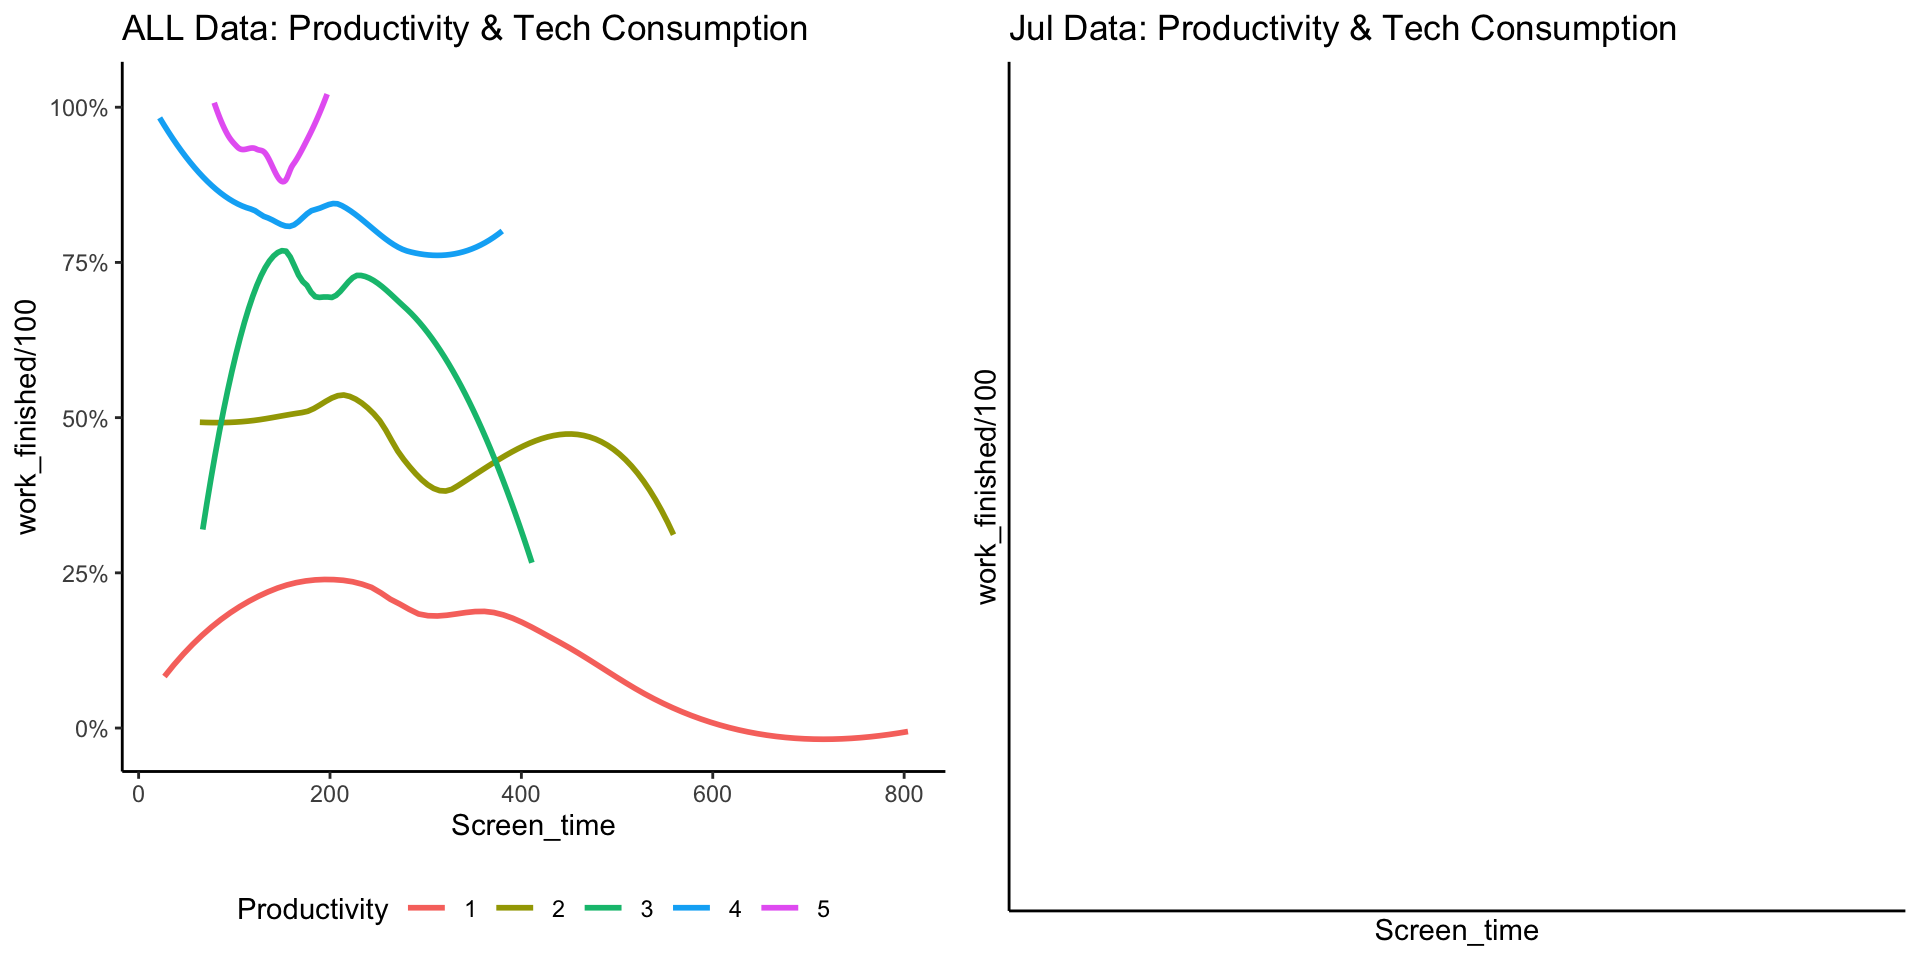 ALL Data: Productivity & Tech Consumption
work_finished/100
100%
75%
50%
25%
0%
0 200 400 600 800
Screen_time
Productivity 1 2 3 4 5
Jul Data: Productivity & Tech Consumption
work_finished/100
Screen_time